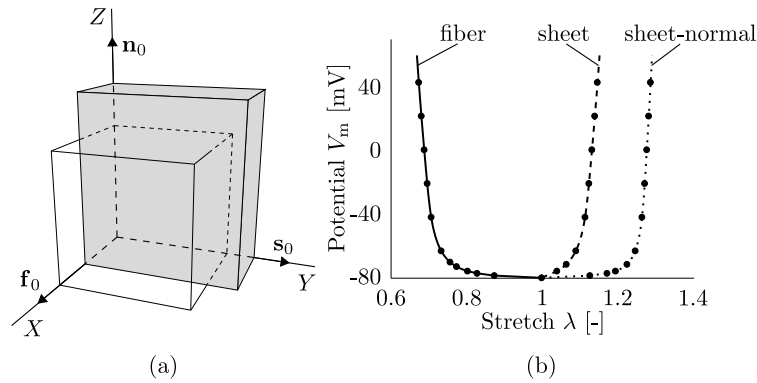 Z
n₀
s₀
Y
f₀
X
(a)
fiber
sheet
sheet-normal
Potential Vₘ [mV]
40
0
-40
-80
0.6
0.8
1
1.2
1.4
Stretch λ [-]
(b)